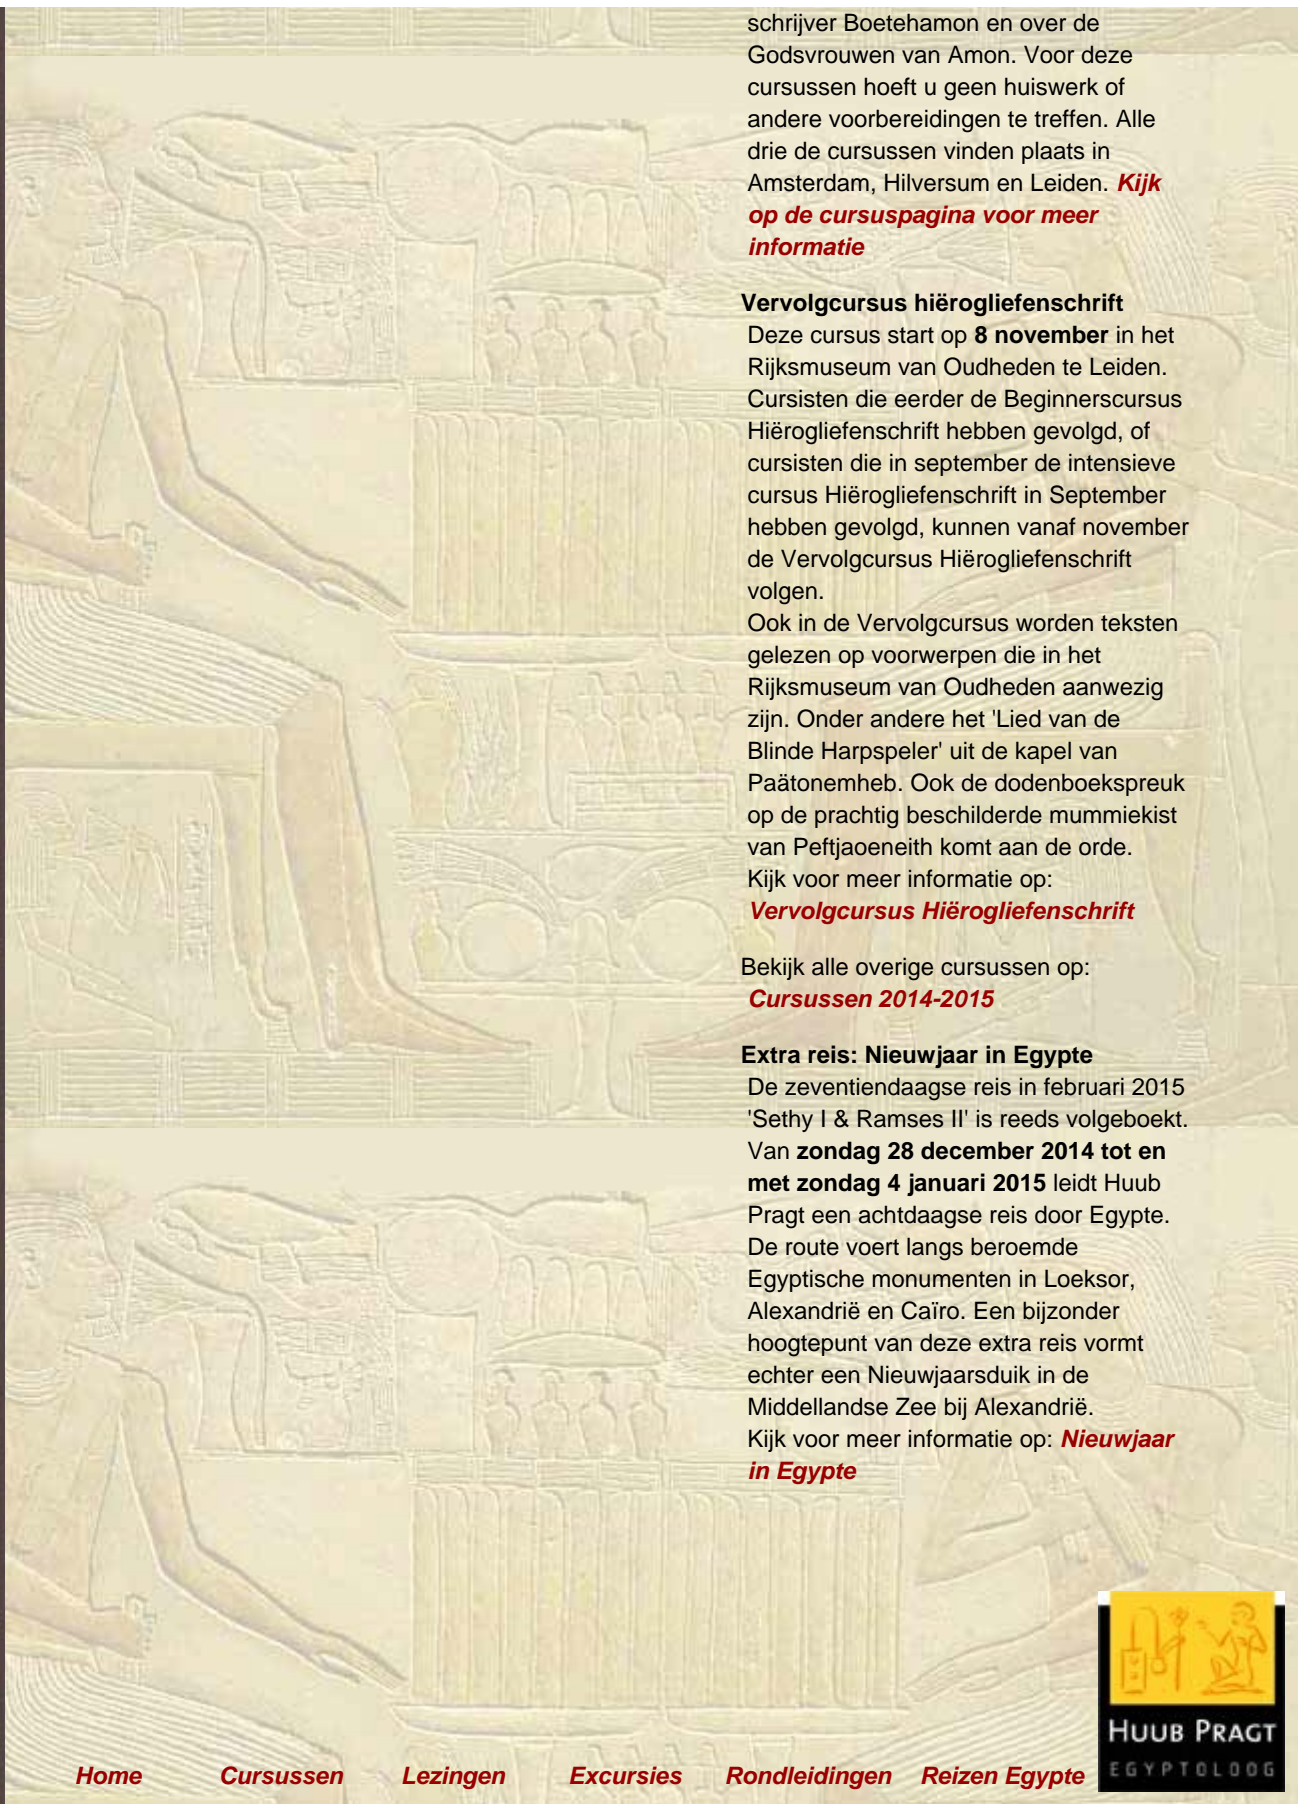 schrijver Boetehamon en over de
Godsvrouwen van Amon. Voor deze
cursussen hoeft u geen huiswerk of
andere voorbereidingen te treffen. Alle
drie de cursussen vinden plaats in
Amsterdam, Hilversum en Leiden. Kijk
op de cursuspagina voor meer
informatie
Vervolgcursus hiërogliefenschrift
Deze cursus start op 8 november in het
Rijksmuseum van Oudheden te Leiden.
Cursisten die eerder de Beginnerscursus
Hiërogliefenschrift hebben gevolgd, of
cursisten die in september de intensieve
cursus Hiërogliefenschrift in September
hebben gevolgd, kunnen vanaf november
de Vervolgcursus Hiërogliefenschrift
volgen.
Ook in de Vervolgcursus worden teksten
gelezen op voorwerpen die in het
Rijksmuseum van Oudheden aanwezig
zijn. Onder andere het 'Lied van de
Blinde Harpspeler' uit de kapel van
Paätonemheb. Ook de dodenboekspreuk
op de prachtig beschilderde mummiekist
van Peftjaoeneith komt aan de orde.
Kijk voor meer informatie op:
Vervolgcursus Hiërogliefenschrift
Bekijk alle overige cursussen op:
Cursussen 2014-2015
Extra reis: Nieuwjaar in Egypte
De zeventiendaagse reis in februari 2015
'Sethy I & Ramses II' is reeds volgeboekt.
Van zondag 28 december 2014 tot en
met zondag 4 januari 2015 leidt Huub
Pragt een achtdaagse reis door Egypte.
De route voert langs beroemde
Egyptische monumenten in Loeksor,
Alexandrië en Caïro. Een bijzonder
hoogtepunt van deze extra reis vormt
echter een Nieuwjaarsduik in de
Middellandse Zee bij Alexandrië.
Kijk voor meer informatie op: Nieuwjaar
in Egypte
HUUB PRAGT
EGYPTOLOOG
Home Cursussen Lezingen Excursies Rondleidingen Reizen Egypte